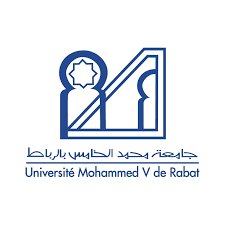 جامعة محمد الخامس بالرباط
Université Mohammed V de Rabat